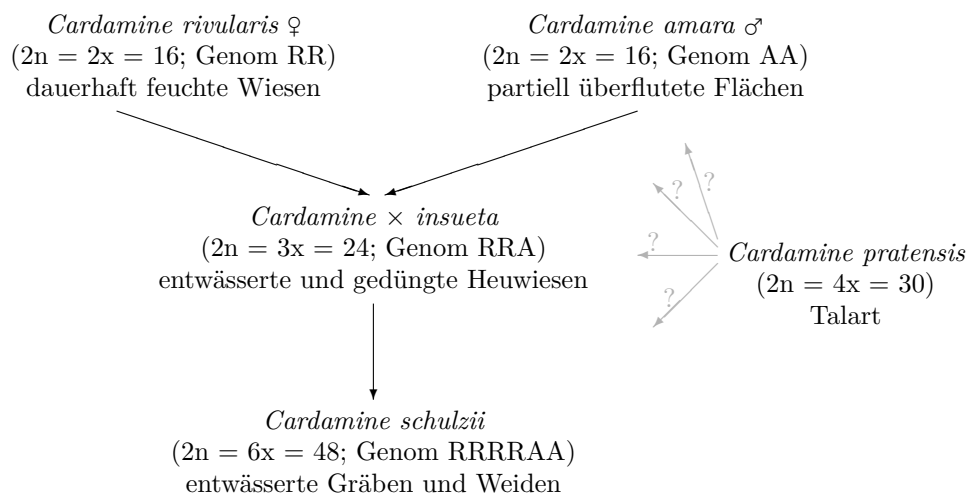 Cardamine rivularis ♀
(2n = 2x = 16; Genom RR)
dauerhaft feuchte Wiesen
Cardamine amara ♂
(2n = 2x = 16; Genom AA)
partiell überflutete Flächen
Cardamine × insueta
(2n = 3x = 24; Genom RRA)
entwässerte und gedüngte Heuwiesen
?
?
?
?
Cardamine pratensis
(2n = 4x = 30)
Talart
Cardamine schulzii
(2n = 6x = 48; Genom RRRRAA)
entwässerte Gräben und Weiden